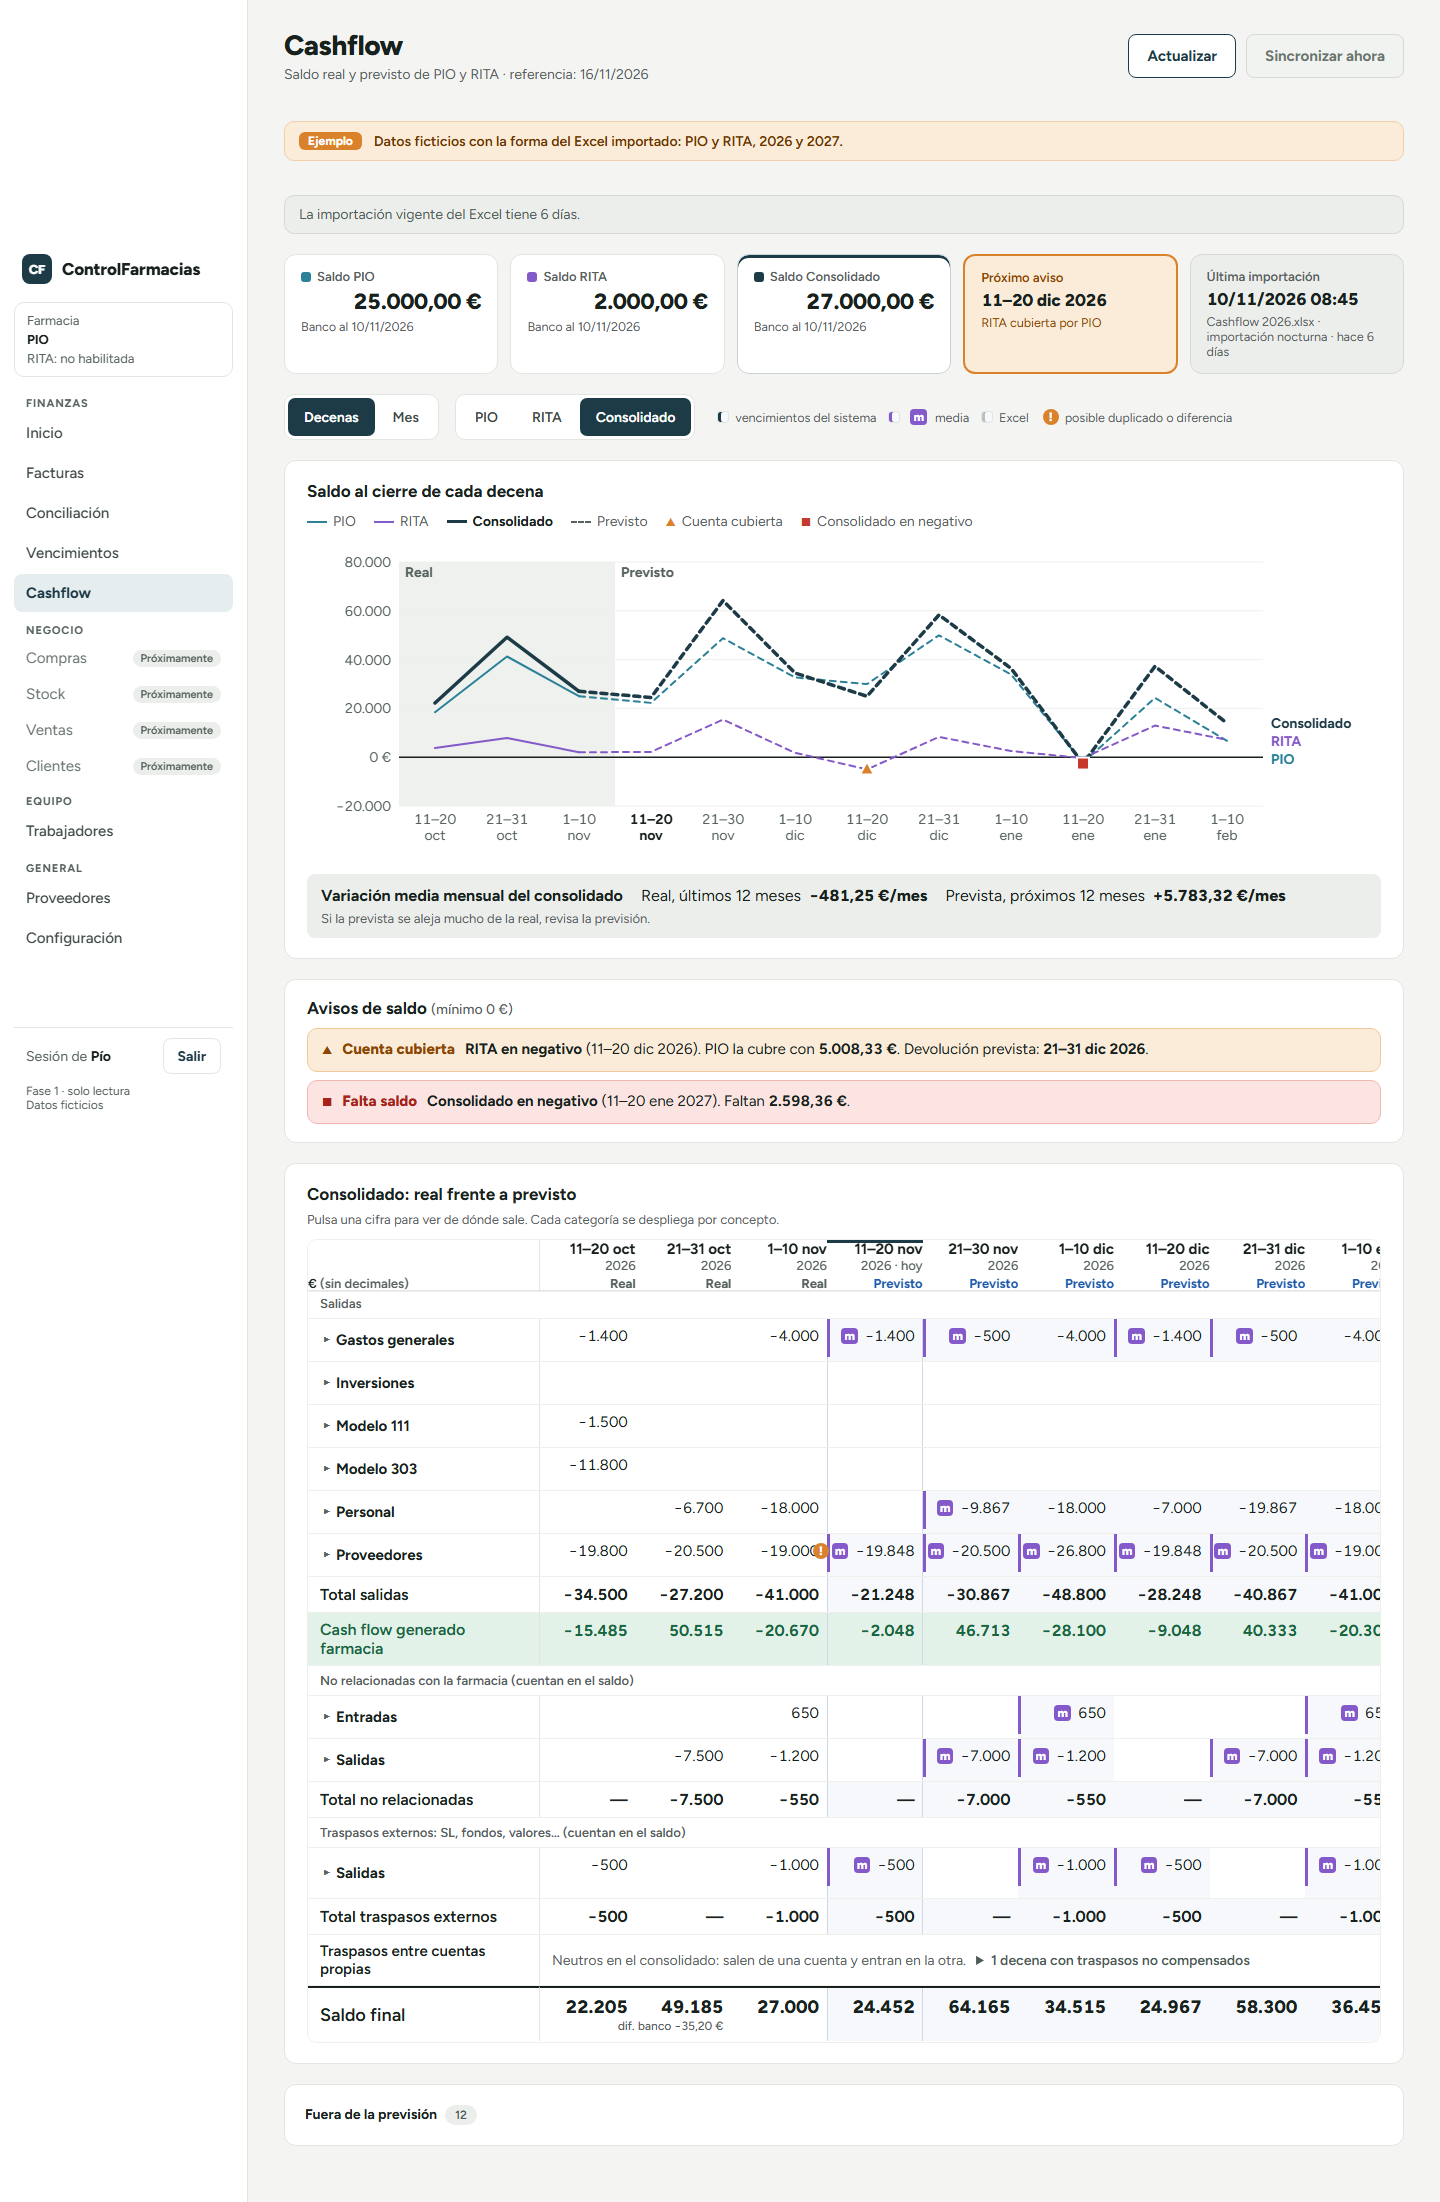 CF ControlFarmacias
Farmacia
PIO
RITA: no habilitada
FINANZAS
Inicio
Facturas
Conciliación
Vencimientos
Cashflow
NEGOCIO
Compras Próximamente
Stock Próximamente
Ventas Próximamente
Clientes Próximamente
EQUIPO
Trabajadores
GENERAL
Proveedores
Configuración
Sesión de Pío Salir
Fase 1 · solo lectura
Datos ficticios
Cashflow
Saldo real y previsto de PIO y RITA · referencia: 16/11/2026
Actualizar Sincronizar ahora
Ejemplo Datos ficticios con la forma del Excel importado: PIO y RITA, 2026 y 2027.
La importación vigente del Excel tiene 6 días.
Saldo PIO
25.000,00 €
Banco al 10/11/2026
Saldo RITA
2.000,00 €
Banco al 10/11/2026
Saldo Consolidado
27.000,00 €
Banco al 10/11/2026
Próximo aviso
11–20 dic 2026
RITA cubierta por PIO
Última importación
10/11/2026 08:45
Cashflow 2026.xlsx ·
importación nocturna · hace 6
días
Decenas Mes PIO RITA Consolidado vencimientos del sistema m media Excel ! posible duplicado o diferencia
Saldo al cierre de cada decena
PIO RITA Consolidado Previsto Cuenta cubierta Consolidado en negativo
80.000
60.000
40.000
20.000
0 €
−20.000
Real Previsto
Consolidado
RITA
PIO
11–20 21–31 1–10 11–20 21–30 1–10 11–20 21–31 1–10 11–20 21–31 1–10
oct oct nov nov nov dic dic dic ene ene ene feb
Variación media mensual del consolidado Real, últimos 12 meses −481,25 €/mes Prevista, próximos 12 meses +5.783,32 €/mes
Si la prevista se aleja mucho de la real, revisa la previsión.
Avisos de saldo (mínimo 0 €)
Cuenta cubierta RITA en negativo (11–20 dic 2026). PIO la cubre con 5.008,33 €. Devolución prevista: 21–31 dic 2026.
Falta saldo Consolidado en negativo (11–20 ene 2027). Faltan 2.598,36 €.
Consolidado: real frente a previsto
Pulsa una cifra para ver de dónde sale. Cada categoría se despliega por concepto.
11–20 oct 21–31 oct 1–10 nov 11–20 nov 21–30 nov 1–10 dic 11–20 dic 21–31 dic 1–10 e
2026 2026 2026 2026 · hoy 2026 2026 2026 2026 20
€ (sin decimales) Real Real Real Previsto Previsto Previsto Previsto Previsto Previ
Salidas
Gastos generales −1.400 −4.000 m −1.400 m −500 −4.000 m −1.400 m −500 −4.00
Inversiones
Modelo 111 −1.500
Modelo 303 −11.800
Personal −6.700 −18.000 m −9.867 −18.000 −7.000 −19.867 −18.00
Proveedores −19.800 −20.500 −19.000 ! m −19.848 m −20.500 m −26.800 m −19.848 m −20.500 m −19.00
Total salidas −34.500 −27.200 −41.000 −21.248 −30.867 −48.800 −28.248 −40.867 −41.00
Cash flow generado −15.485 50.515 −20.670 −2.048 46.713 −28.100 −9.048 40.333 −20.30
farmacia
No relacionadas con la farmacia (cuentan en el saldo)
Entradas 650 m 650 m 65
Salidas −7.500 −1.200 m −7.000 m −1.200 m −7.000 m −1.20
Total no relacionadas — −7.500 −550 — −7.000 −550 — −7.000 −55
Traspasos externos: SL, fondos, valores... (cuentan en el saldo)
Salidas −500 −1.000 m −500 m −1.000 m −500 m −1.00
Total traspasos externos −500 — −1.000 −500 — −1.000 −500 — −1.00
Traspasos entre cuentas
propias
Neutros en el consolidado: salen de una cuenta y entran en la otra. 1 decena con traspasos no compensados
Saldo final 22.205 49.185 27.000 24.452 64.165 34.515 24.967 58.300 36.45
dif. banco −35,20 €
Fuera de la previsión 12